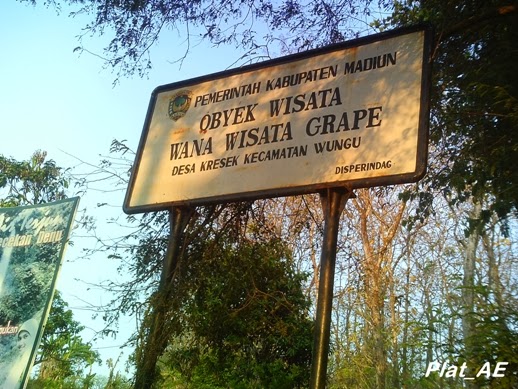 PEMERINTAH KABUPATEN MADIUN
OBYEK WISATA
WANA WISATA GRAPE
DESA KRESEK KECAMATAN WUNGU
DISPERINDAG
Plat_AE